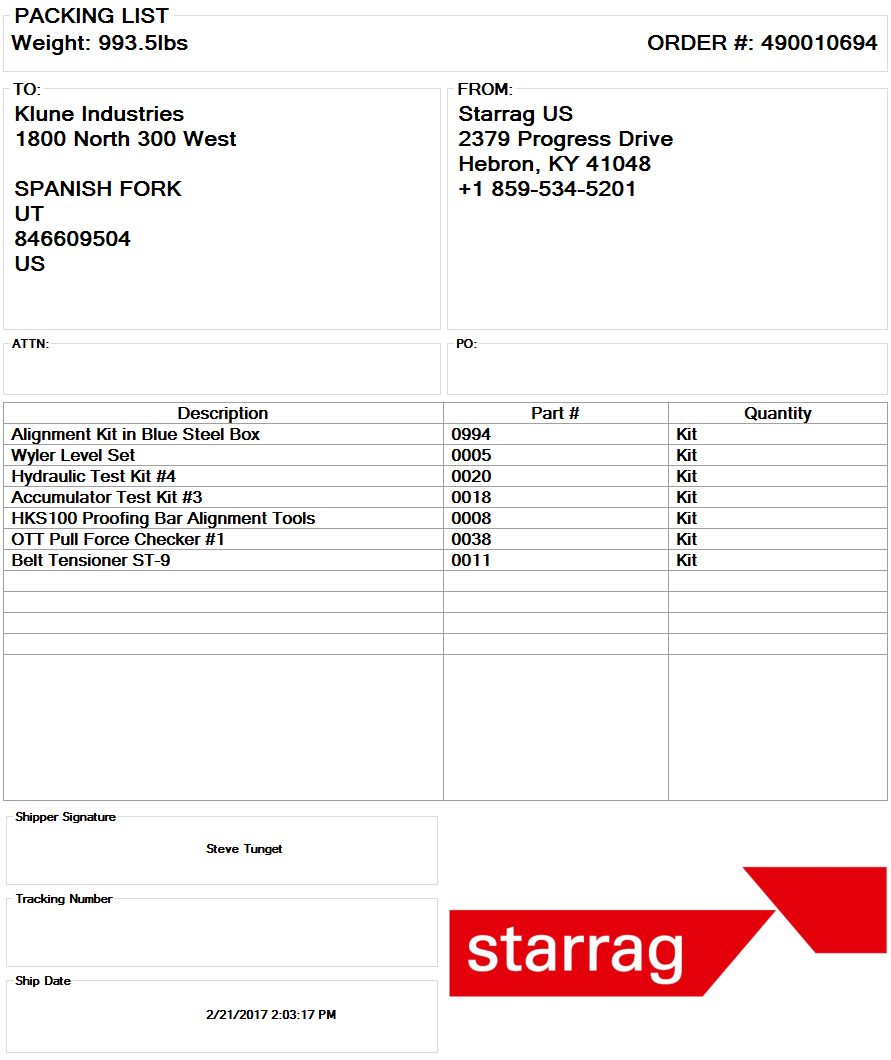 PACKING LIST
Weight: 993.5lbs
ORDER #: 490010694
TO:
Klune Industries
1800 North 300 West
SPANISH FORK
UT
846609504
US
FROM:
Starrag US
2379 Progress Drive
Hebron, KY 41048
+1 859-534-5201
ATTN:
PO:
Description Part # Quantity
Alignment Kit in Blue Steel Box 0994 Kit
Wyler Level Set 0005 Kit
Hydraulic Test Kit #4 0020 Kit
Accumulator Test Kit #3 0018 Kit
HKS100 Proofing Bar Alignment Tools 0008 Kit
OTT Pull Force Checker #1 0038 Kit
Belt Tensioner ST-9 0011 Kit
Shipper Signature
Steve Tunget
Tracking Number
Ship Date
2/21/2017 2:03:17 PM
starrag